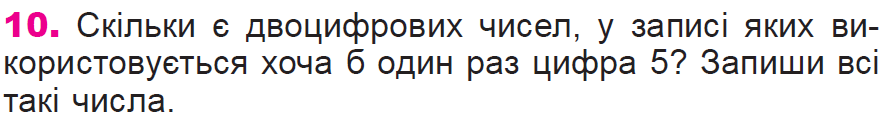 10. Скільки є двоцифрових чисел, у записі яких ви-
користовується хоча б один раз цифра 5? Запиши всі
такі числа.